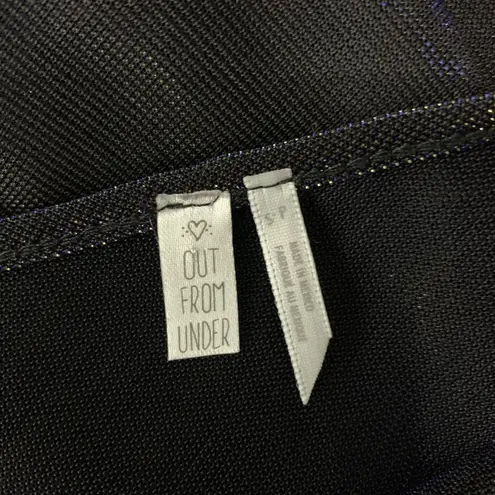 OUT
FROM
UNDER
S-P
MADE IN MEXICO
FABRIQUÉ AU MEXIQUE